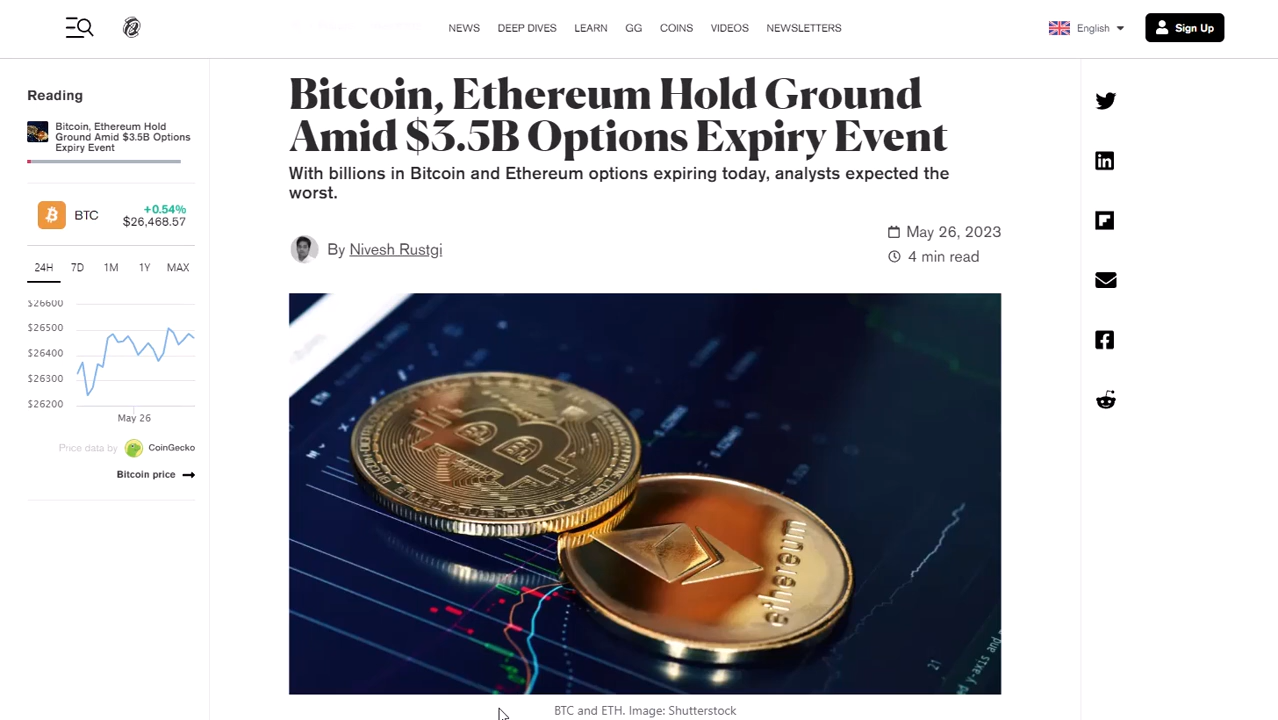 NEWS DEEP DIVES LEARN GG COINS VIDEOS NEWSLETTERS
English
Sign Up
Reading
Bitcoin, Ethereum Hold
Ground Amid $3.5B Options
Expiry Event
BTC
+0.54%
$26,468.57
24H 7D 1M 1Y MAX
$26600
$26500
$26400
$26300
$26200
May 26
Price data by CoinGecko
Bitcoin price
Bitcoin, Ethereum Hold Ground
Amid $3.5B Options Expiry Event
With billions in Bitcoin and Ethereum options expiring today, analysts expected the
worst.
By Nivesh Rustgi
May 26, 2023
4 min read
ethereum
21
d y-axis and
BTC and ETH. Image: Shutterstock